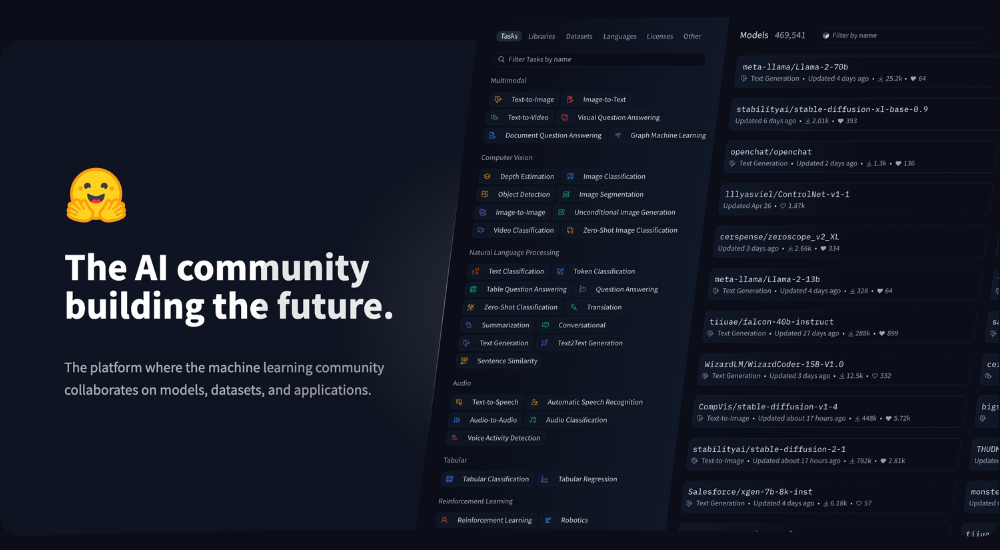 The AI community
building the future.
The platform where the machine learning community
collaborates on models, datasets, and applications.
Tasks Libraries Datasets Languages Licenses Other
Filter Tasks by name
Multimodal
Text-to-Image Image-to-Text
Text-to-Video Visual Question Answering
Document Question Answering Graph Machine Learning
Computer Vision
Depth Estimation Image Classification
Object Detection Image Segmentation
Image-to-Image Unconditional Image Generation
Video Classification Zero-Shot Image Classification
Natural Language Processing
Text Classification Token Classification
Table Question Answering Question Answering
Zero-Shot Classification Translation
Summarization Conversational
Text Generation Text2Text Generation
Sentence Similarity
Audio
Text-to-Speech Automatic Speech Recognition
Audio-to-Audio Audio Classification
Voice Activity Detection
Tabular
Tabular Classification Tabular Regression
Reinforcement Learning
Reinforcement Learning Robotics
Models 469,541 Filter by name
meta-llama/Llama-2-70b
Text Generation • Updated 4 days ago • 25.2k • 64
stabilityai/stable-diffusion-xl-base-0.9
Updated 6 days ago • 2.01k • 393
openchat/openchat
Text Generation • Updated 2 days ago • 1.3k • 136
lllyasviel/ControlNet-v1-1
Updated Apr 26 • 1.87k
cerspense/zeroscope_v2_XL
Updated 3 days ago • 2.66k • 334
meta-llama/Llama-2-13b
Text Generation • Updated 4 days ago • 328 • 64
tiiuae/falcon-40b-instruct
Text Generation • Updated 27 days ago • 288k • 899
WizardLM/WizardCoder-15B-V1.0
Text Generation • Updated 3 days ago • 12.5k • 332
CompVis/stable-diffusion-v1-4
Text-to-Image • Updated about 17 hours ago • 448k • 5.72k
stabilityai/stable-diffusion-2-1
Text-to-Image • Updated about 17 hours ago • 782k • 2.81k
Salesforce/xgen-7b-8k-inst
Text Generation • Updated 4 days ago • 6.18k • 57